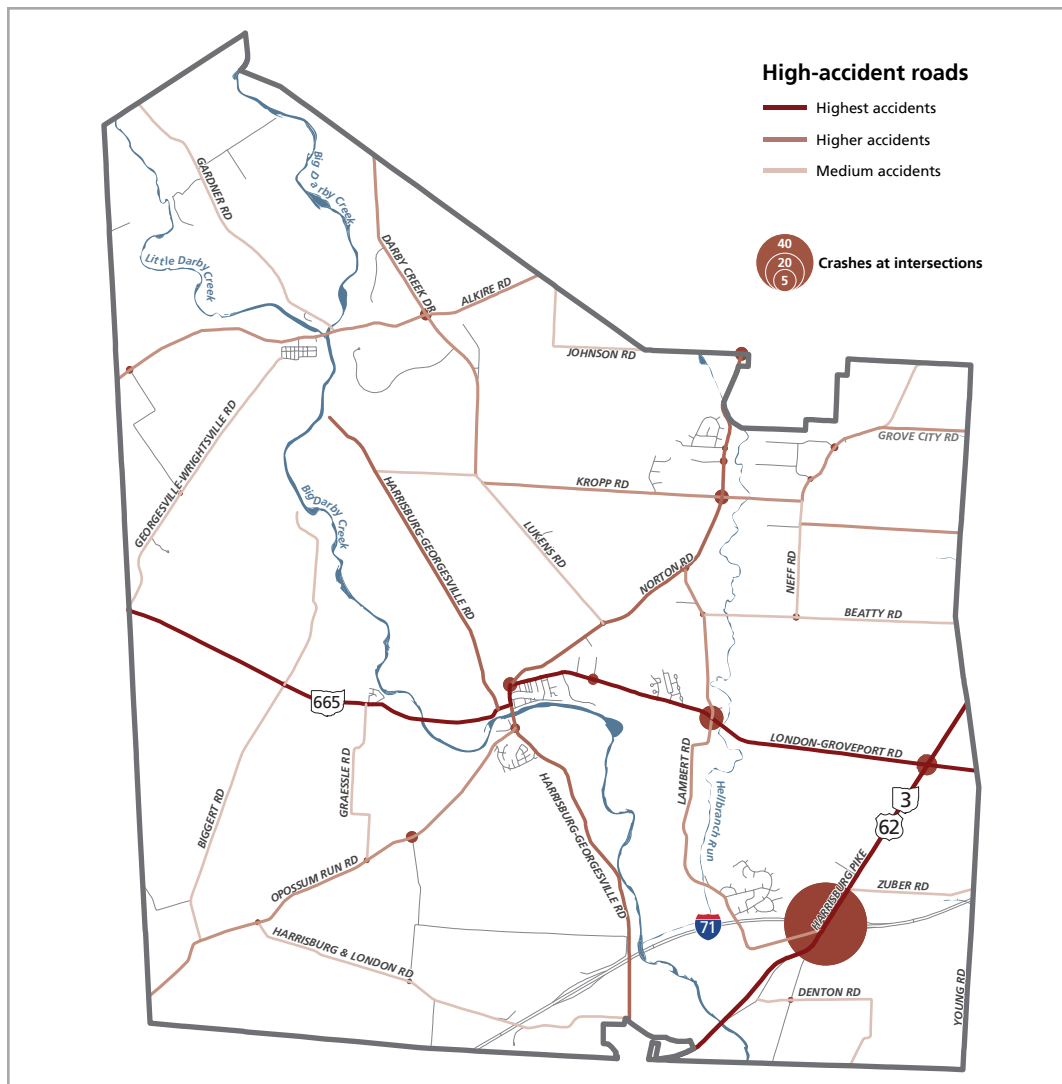 High-accident roads
Highest accidents
Higher accidents
Medium accidents
40
20
5
Crashes at intersections
GARDNER RD
Big Darby Creek
Little Darby Creek
DARBY CREEK DR
ALKIRE RD
JOHNSON RD
GEORGESVILLE-WRIGHTSVILLE RD
GROVE CITY RD
KROPP RD
HARRISBURG-GEORGESVILLE RD
Big Darby Creek
LUKENS RD
NORTON RD
NEFF RD
BEATTY RD
665
LONDON-GROVEPORT RD
LAMBERT RD
Hellbranch Run
GRAESSLE RD
BIGGERT RD
HARRISBURG-GEORGESVILLE RD
3
62
HARRISBURG PIKE
OPOSSUM RUN RD
ZUBER RD
71
HARRISBURG & LONDON RD
DENTON RD
YOUNG RD